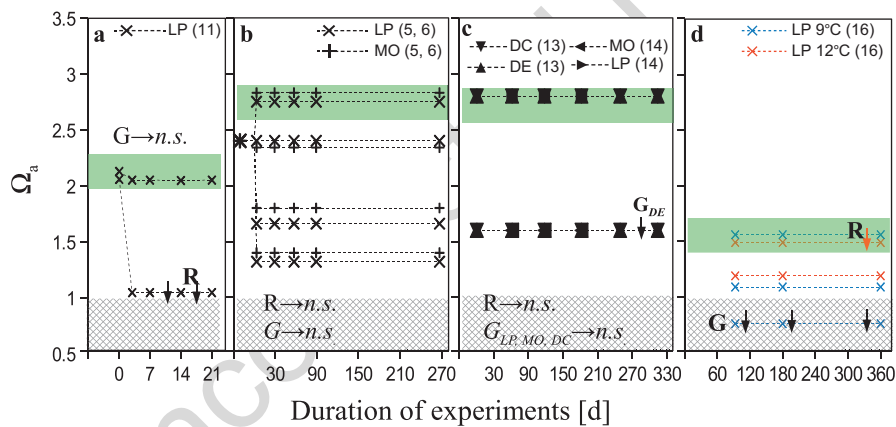 a
LP (11)
G→n.s.
R
b
LP (5, 6)
MO (5, 6)
R→n.s.
G→n.s
c
DC (13)
MO (14)
DE (13)
LP (14)
G_DE
R→n.s.
G_LP, MO, DC→n.s
d
LP 9°C (16)
LP 12°C (16)
R
G
Ω_a
3.5
3
2.5
2
1.5
1
0.5
0 7 14 21
30 90 150 210 270
30 90 150 210 270 330
60 120 180 240 300 360
Duration of experiments [d]